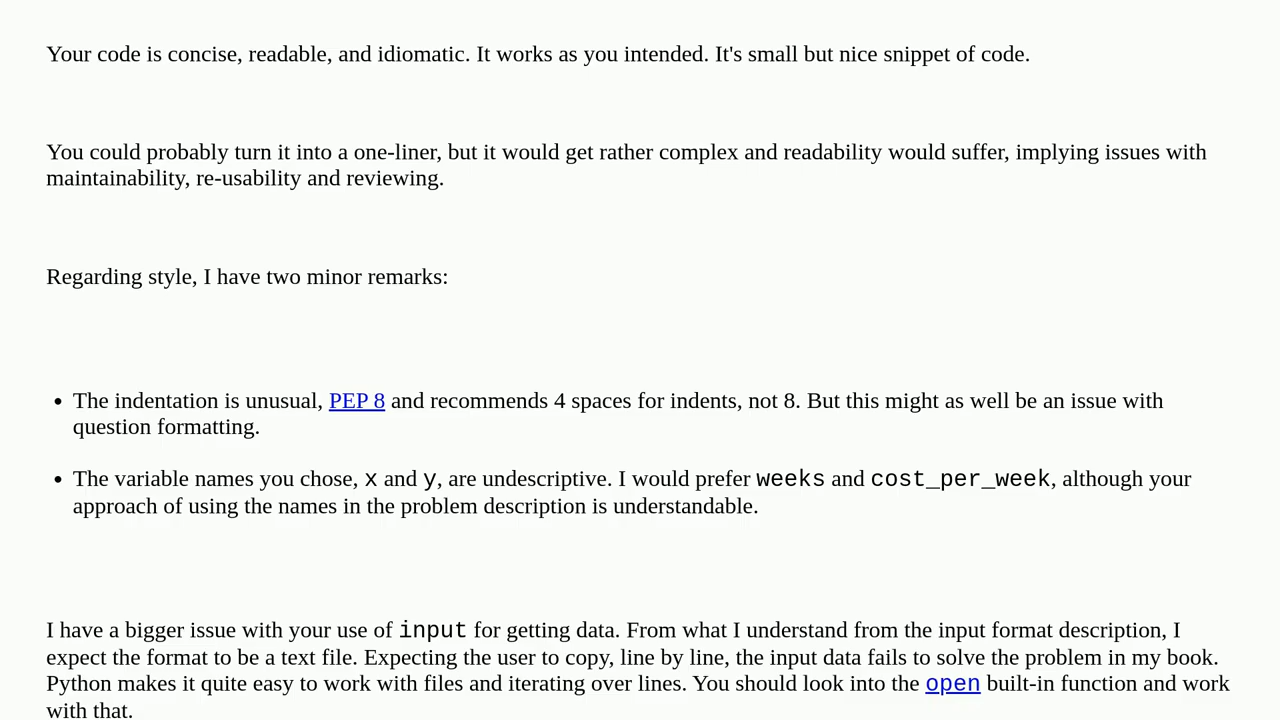 Your code is concise, readable, and idiomatic. It works as you intended. It's small but nice snippet of code.
You could probably turn it into a one-liner, but it would get rather complex and readability would suffer, implying issues with
maintainability, re-usability and reviewing.
Regarding style, I have two minor remarks:
• The indentation is unusual, PEP 8 and recommends 4 spaces for indents, not 8. But this might as well be an issue with
question formatting.
• The variable names you chose, x and y, are undescriptive. I would prefer weeks and cost_per_week, although your
approach of using the names in the problem description is understandable.
I have a bigger issue with your use of input for getting data. From what I understand from the input format description, I
expect the format to be a text file. Expecting the user to copy, line by line, the input data fails to solve the problem in my book.
Python makes it quite easy to work with files and iterating over lines. You should look into the open built-in function and work
with that.